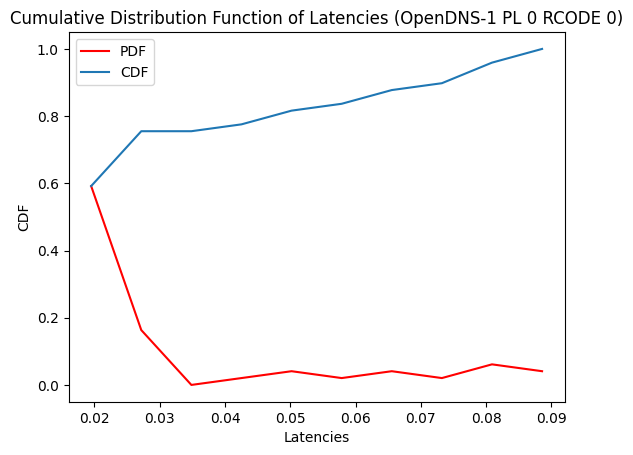 Cumulative Distribution Function of Latencies (OpenDNS-1 PL 0 RCODE 0)
PDF
CDF
1.0
0.8
0.6
0.4
0.2
0.0
CDF
0.02 0.03 0.04 0.05 0.06 0.07 0.08 0.09
Latencies